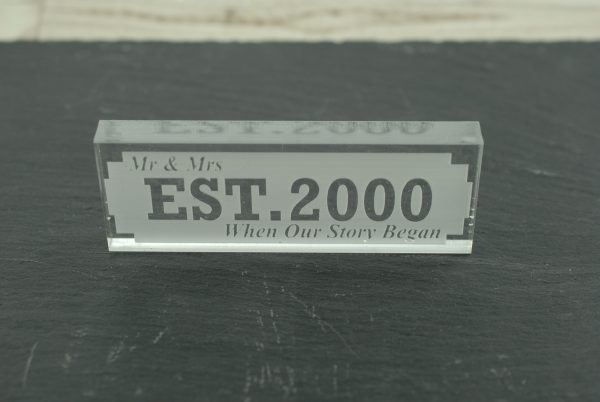 Mr & Mrs
EST.2000
When Our Story Began